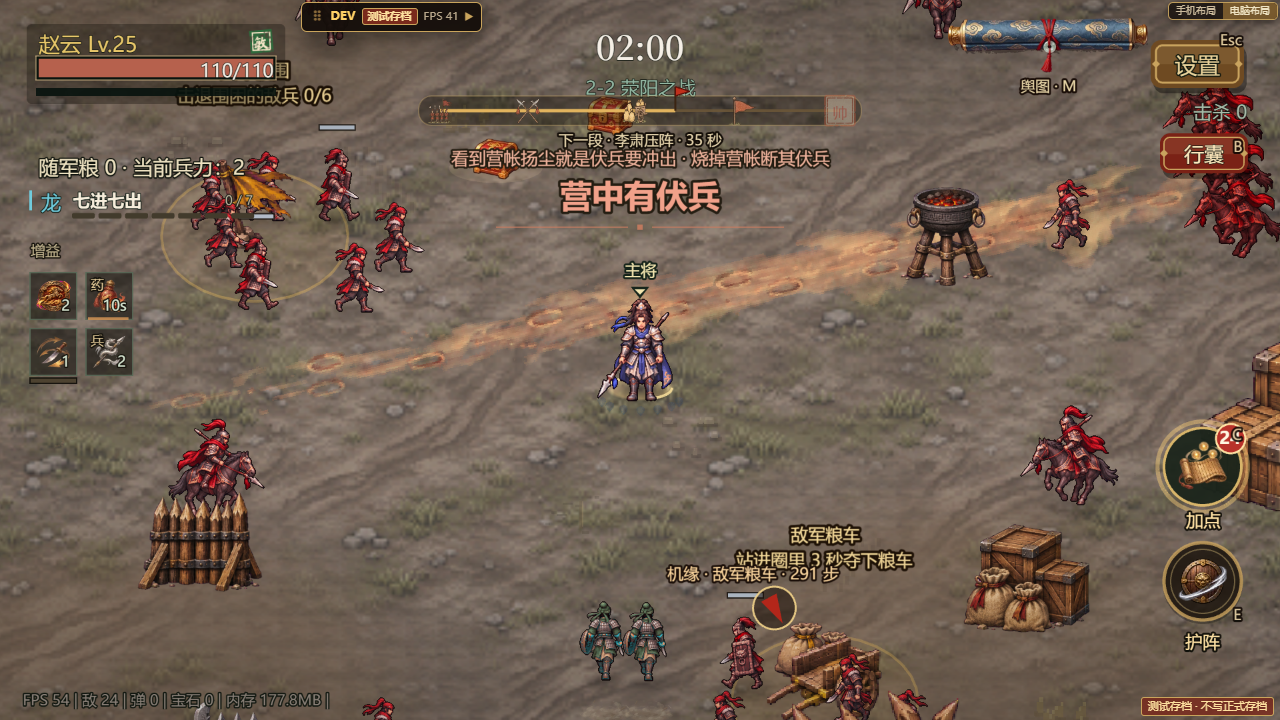 DEV 测试存档 FPS 41 ▶
手机布局 电脑布局
赵云 Lv.25 敏
110/110
击退围困的敌兵 0/6
02:00
2-2 荥阳之战
帅
下一段 · 李肃压阵 · 35 秒
看到营帐扬尘就是伏兵要冲出 · 烧掉营帐断其伏兵
营中有伏兵
Esc
设置
舆图 · M
击杀 0
行囊 B
随军粮 0 · 当前兵力：2
龙 七进七出 0/7
增益
2
药 10s
1
兵 2
主将
2 C
加点
E
护阵
敌军粮车
站进圈里 3 秒夺下粮车
机缘 · 敌军粮车 · 291 步
FPS 54 | 敌 24 | 弹 0 | 宝石 0 | 内存 177.8MB |
测试存档 · 不写正式存档